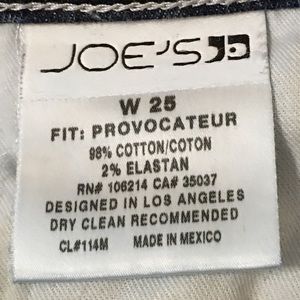 JOE'S
W 25
FIT: PROVOCATEUR
98% COTTON/COTON
2% ELASTAN
RN# 106214 CA# 35037
DESIGNED IN LOS ANGELES
DRY CLEAN RECOMMENDED
CL#114M MADE IN MEXICO